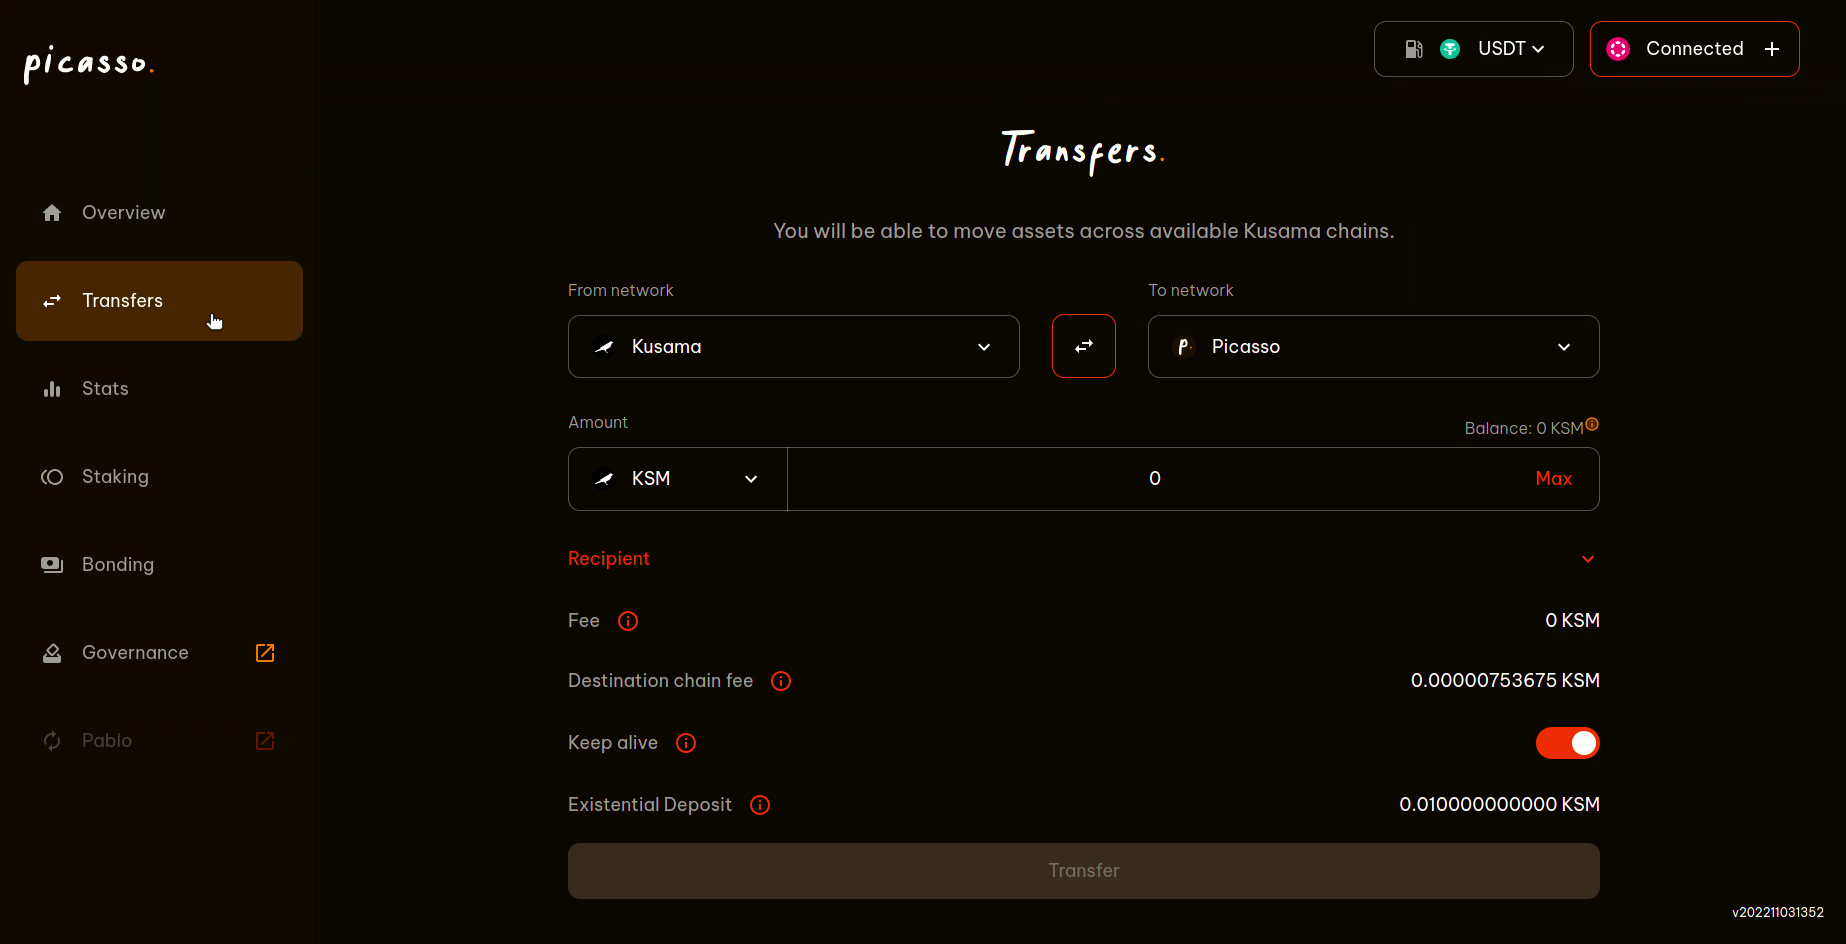 picasso.
USDT
Connected
Transfers.
You will be able to move assets across available Kusama chains.
Overview
Transfers
Stats
Staking
Bonding
Governance
Pablo
From network
To network
Kusama
Picasso
Amount
Balance: 0 KSM
KSM
0
Max
Recipient
Fee
0 KSM
Destination chain fee
0.00000753675 KSM
Keep alive
Existential Deposit
0.010000000000 KSM
Transfer
v202211031352